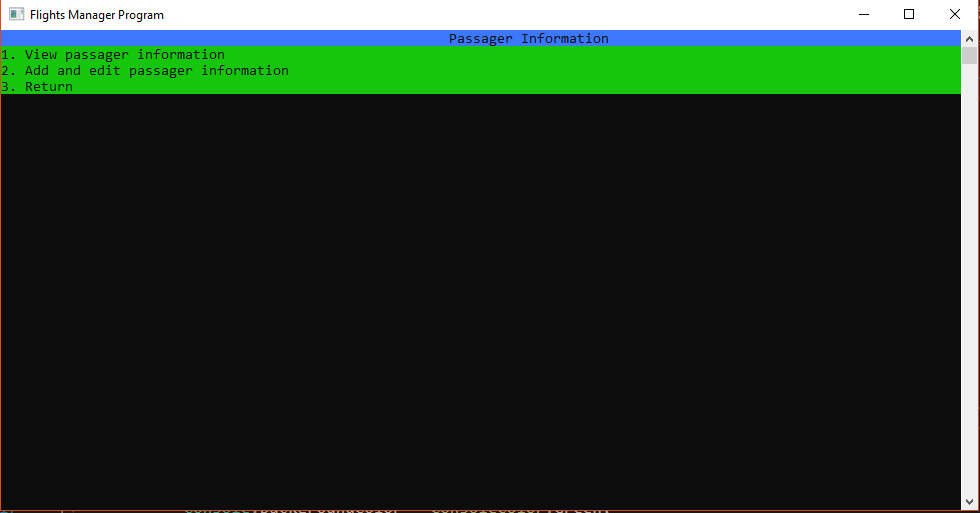 Flights Manager Program
Passager Information
1. View passager information
2. Add and edit passager information
3. Return